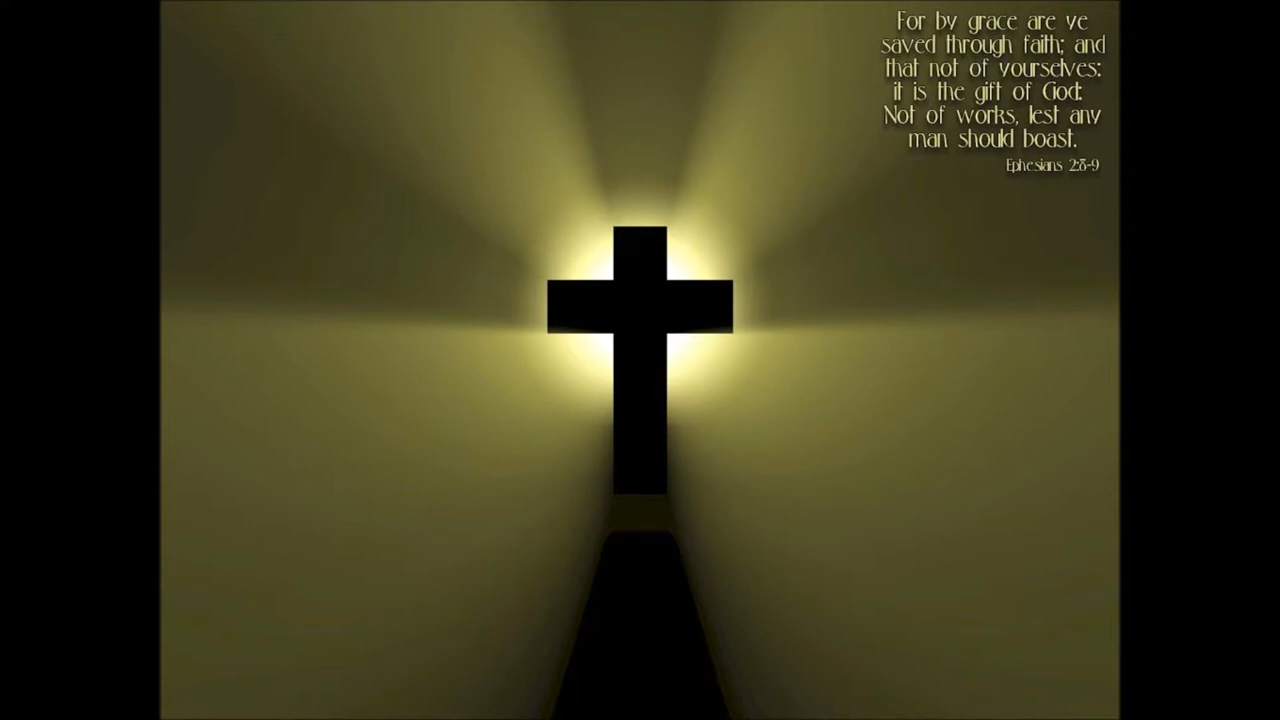 For by grace are ye
saved through faith; and
that not of yourselves:
it is the gift of God:
Not of works, lest any
man should boast.
Ephesians 2:8-9